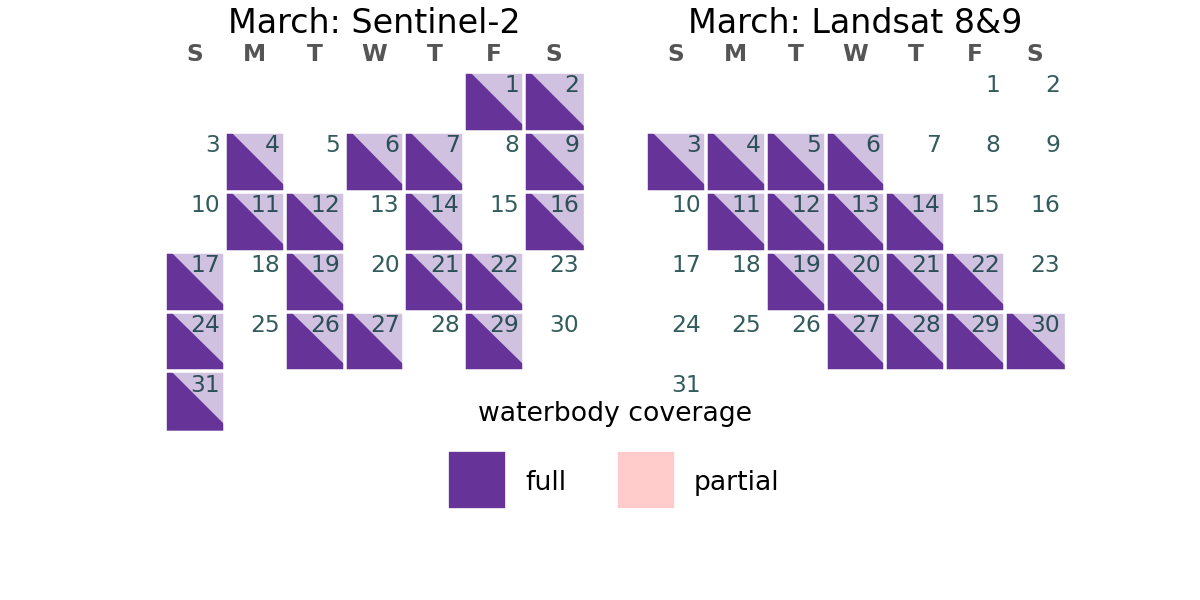 March: Sentinel-2
S M T W T F S
1 2
3 4 5 6 7 8 9
10 11 12 13 14 15 16
17 18 19 20 21 22 23
24 25 26 27 28 29 30
31
March: Landsat 8&9
S M T W T F S
1 2
3 4 5 6 7 8 9
10 11 12 13 14 15 16
17 18 19 20 21 22 23
24 25 26 27 28 29 30
31
waterbody coverage
full partial